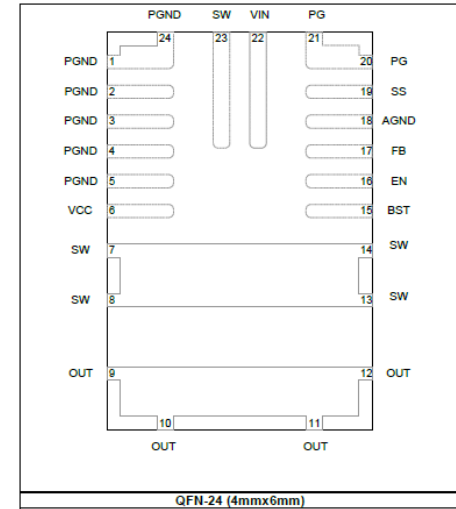 PGND SW VIN PG
24 23 22 21
PGND 1 20 PG
PGND 2 19 SS
PGND 3 18 AGND
PGND 4 17 FB
PGND 5 16 EN
VCC 6 15 BST
SW 7 14 SW
SW 8 13 SW
OUT 9 12 OUT
10 11
OUT OUT
QFN-24 (4mmx6mm)